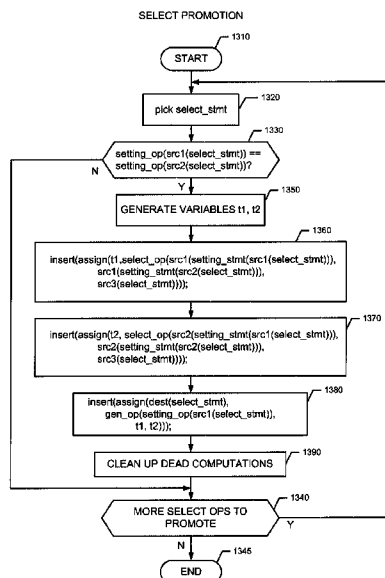 SELECT PROMOTION
1310
START
1320
pick select_stmt
1330
setting_op(src1(select_stmt)) ==
setting_op(src2(select_stmt))?
N
Y
1350
GENERATE VARIABLES t1, t2
1360
insert(assign(t1,select_op(src1(setting_stmt(src1(select_stmt))),
src1(setting_stmt(src2(select_stmt))),
src3(select_stmt))));
1370
insert(assign(t2, select_op(src2(setting_stmt(src1(select_stmt))),
src2(setting_stmt(src2(select_stmt))),
src3(select_stmt))));
1380
insert(assign(dest(select_stmt),
gen_op(setting_op(src1(select_stmt)),
t1, t2)));
1390
CLEAN UP DEAD COMPUTATIONS
1340
MORE SELECT OPS TO
PROMOTE
Y
N
1345
END